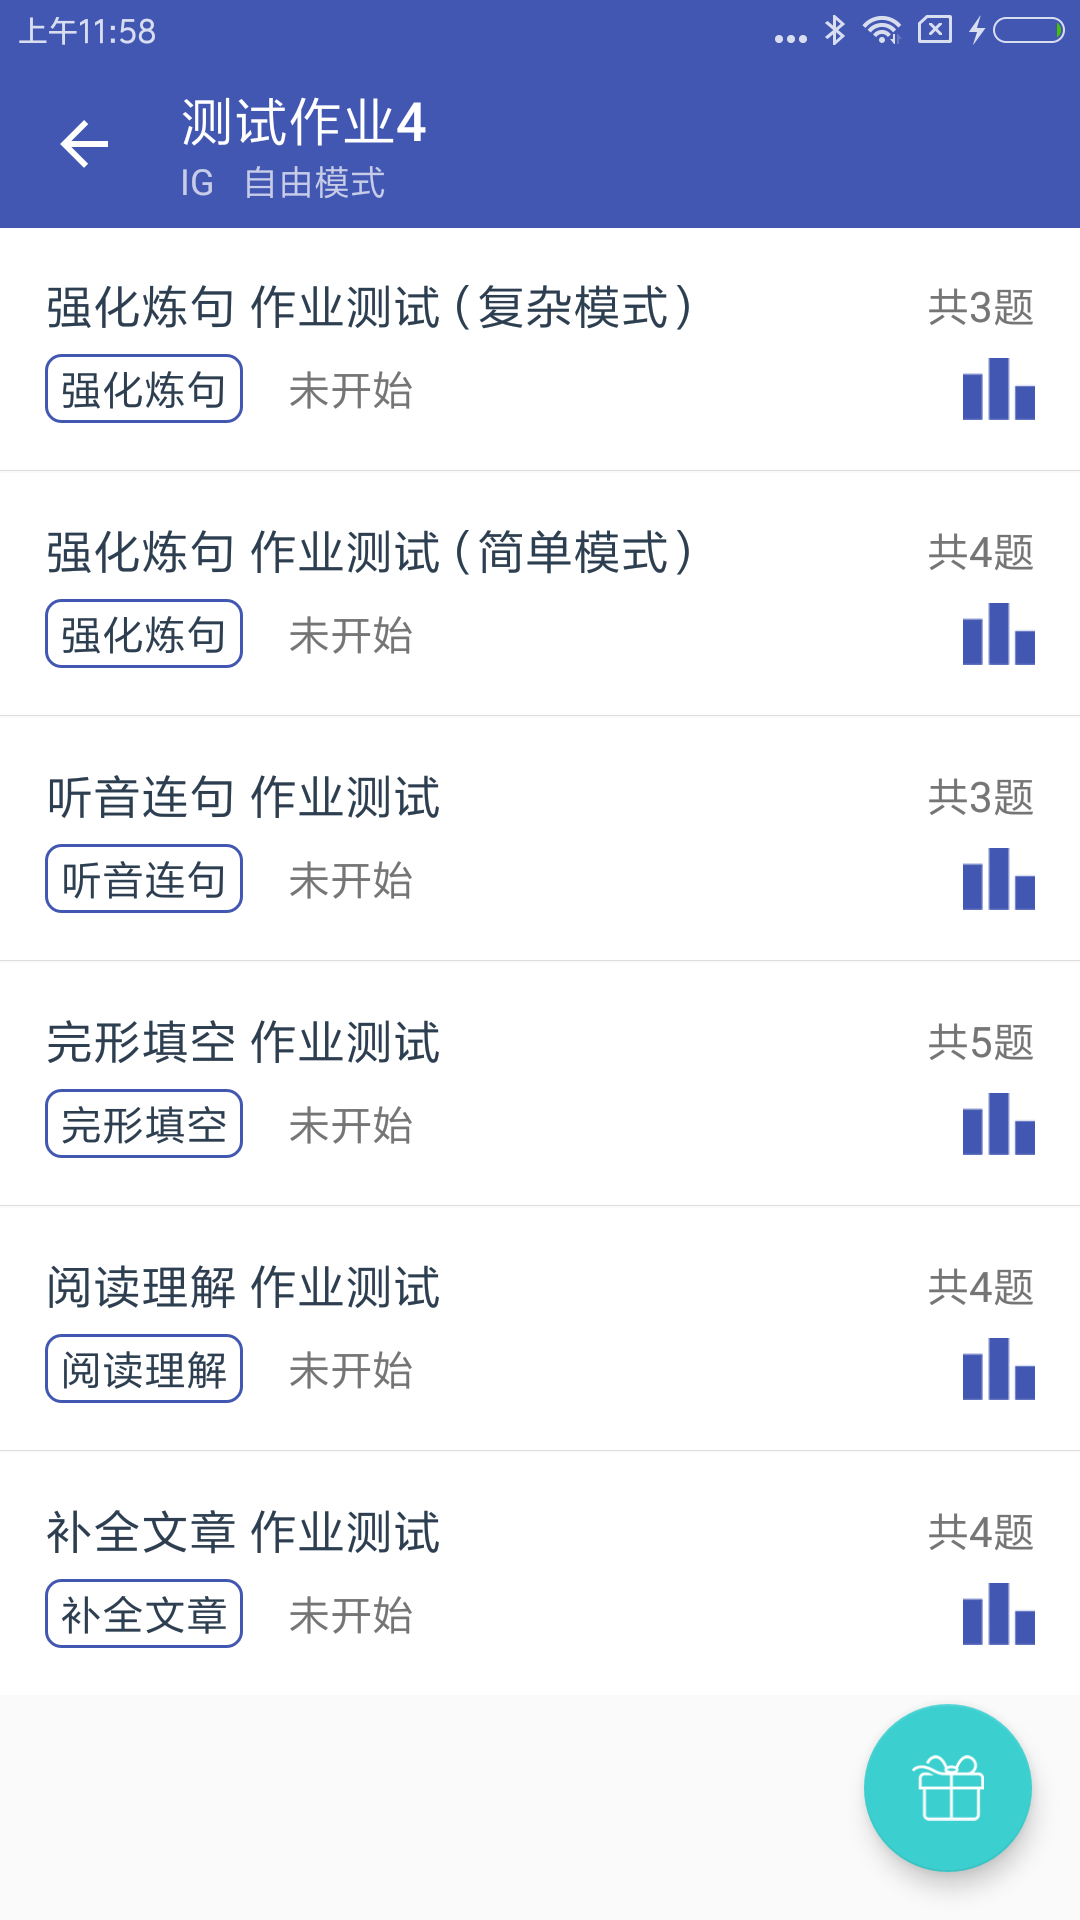 上午11:58
测试作业4
IG 自由模式
强化炼句 作业测试（复杂模式） 共3题
强化炼句 未开始
强化炼句 作业测试（简单模式） 共4题
强化炼句 未开始
听音连句 作业测试 共3题
听音连句 未开始
完形填空 作业测试 共5题
完形填空 未开始
阅读理解 作业测试 共4题
阅读理解 未开始
补全文章 作业测试 共4题
补全文章 未开始